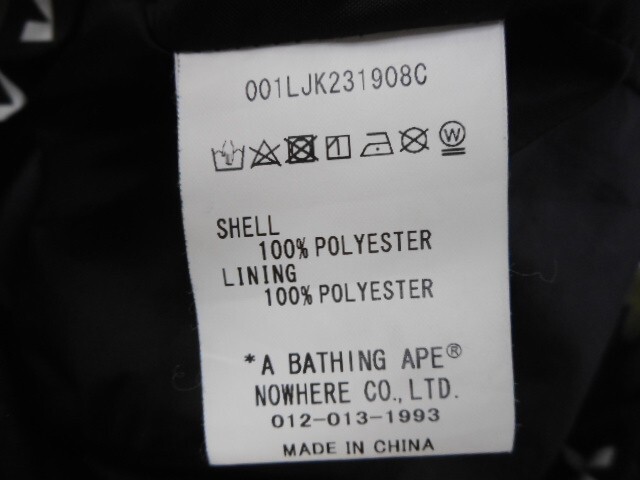 001LJK231908C
W
SHELL
100% POLYESTER
LINING
100% POLYESTER
*A BATHING APE®
NOWHERE CO., LTD.
012-013-1993
MADE IN CHINA